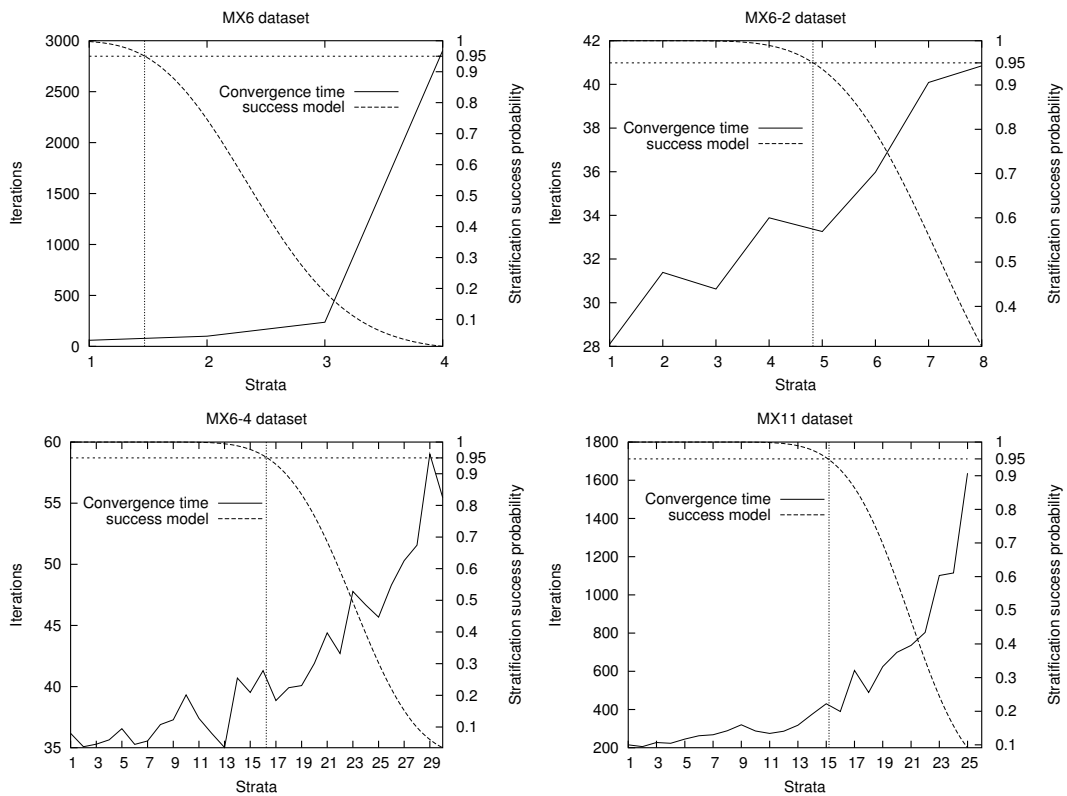 MX6 dataset
3000
2500
2000
1500
1000
500
0
Iterions
Convergence time
success model
1
0.95
0.9
0.8
0.7
0.6
0.5
0.4
0.3
0.2
0.1
Stratification success probability
1 2 3 4
Strata
MX6-2 dataset
42
40
38
36
34
32
30
28
Iterions
Convergence time
success model
1
0.95
0.9
0.8
0.7
0.6
0.5
0.4
Stratification success probability
1 2 3 4 5 6 7 8
Strata
MX6-4 dataset
60
55
50
45
40
35
Iterions
Convergence time
success model
1
0.95
0.9
0.8
0.7
0.6
0.5
0.4
0.3
0.2
0.1
Stratification success probability
1 3 5 7 9 11 13 15 17 19 21 23 25 27 29
Strata
MX11 dataset
1800
1600
1400
1200
1000
800
600
400
200
Iterions
Convergence time
success model
1
0.95
0.9
0.8
0.7
0.6
0.5
0.4
0.3
0.2
0.1
Stratification success probability
1 3 5 7 9 11 13 15 17 19 21 23 25
Strata